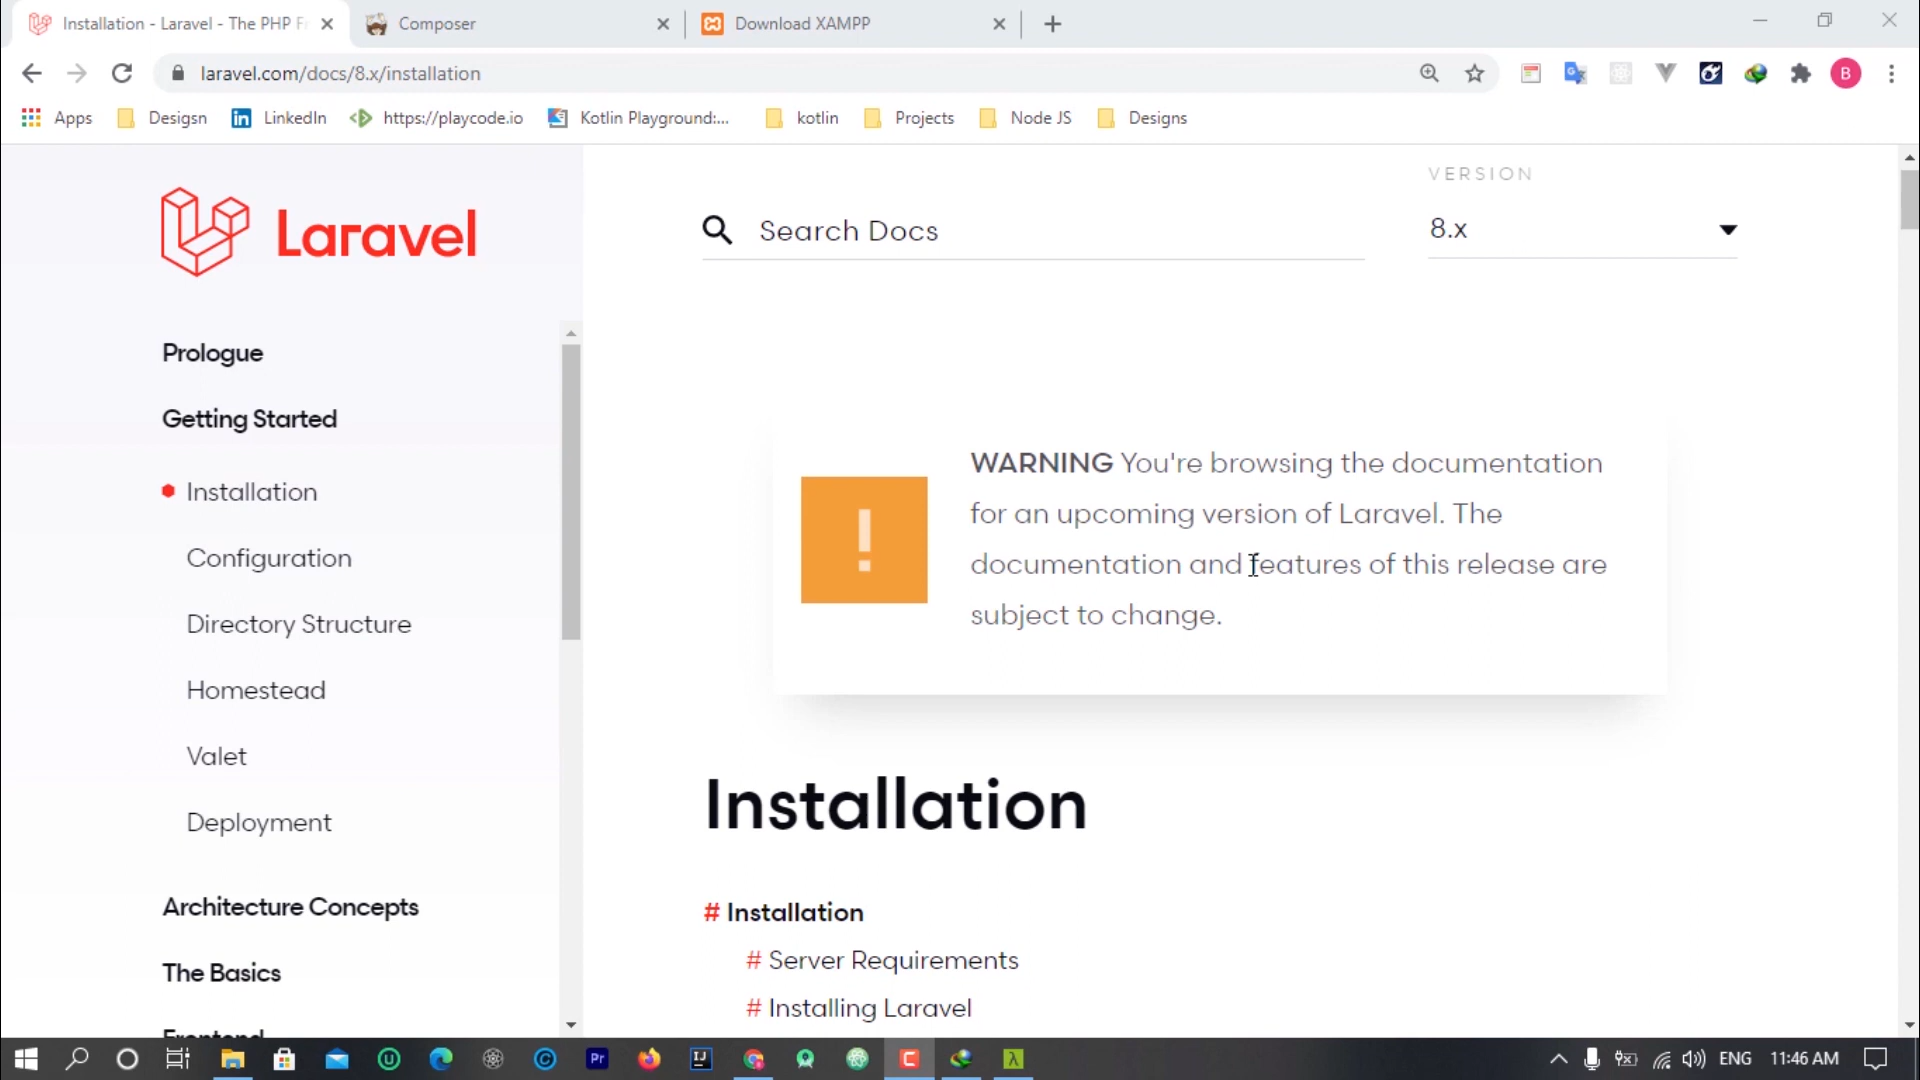 Installation - Laravel - The PHP Fr
Composer
Download XAMPP
laravel.com/docs/8.x/installation
B
Apps
Desigsn
LinkedIn
https://playcode.io
Kotlin Playground:...
kotlin
Projects
Node JS
Designs
Laravel
Search Docs
VERSION
8.x
Prologue
Getting Started
Installation
Configuration
Directory Structure
Homestead
Valet
Deployment
Architecture Concepts
The Basics
Frontend
WARNING You're browsing the documentation
for an upcoming version of Laravel. The
documentation and features of this release are
subject to change.
Installation
# Installation
# Server Requirements
# Installing Laravel
ENG
11:46 AM